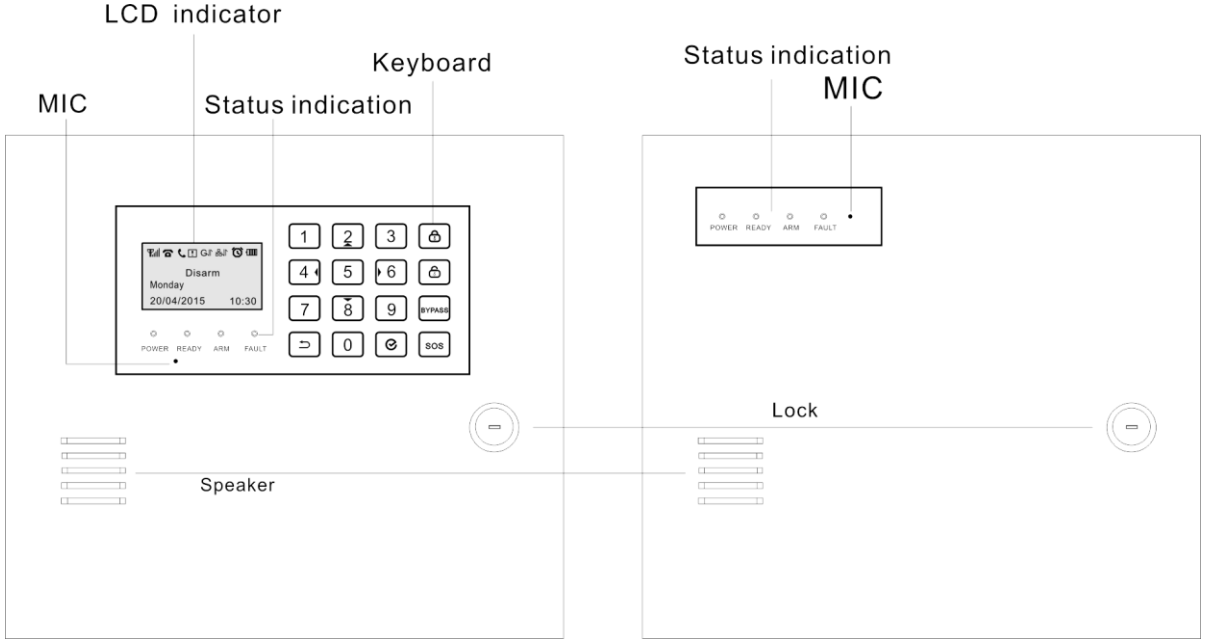 LCD indicator
Keyboard
Status indication
MIC
Status indication
MIC
Disarm
Monday
20/04/2015 10:30
POWER READY ARM FAULT
1 2 3
4 5 6
7 8 9 BYPASS
0 SOS
POWER READY ARM FAULT
Lock
Speaker